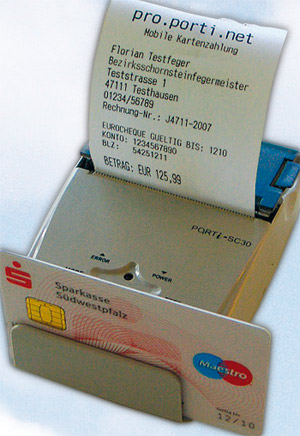 pro.porti.net
Mobile Kartenzahlung
Florian Testfeger
Bezirksschornsteinfegermeister
Teststrasse 1
47111 Testhausen
01234/56789
Rechnung-Nr.: J4711-2007
EUROCHEQUE GUELTIG BIS: 1210
KONTO: 1234567890
BLZ: 54251211
BETRAG: EUR 125,99
PORTi-SC30
ERROR
POWER
Sparkasse
Südwestpfalz
Maestro
12/10